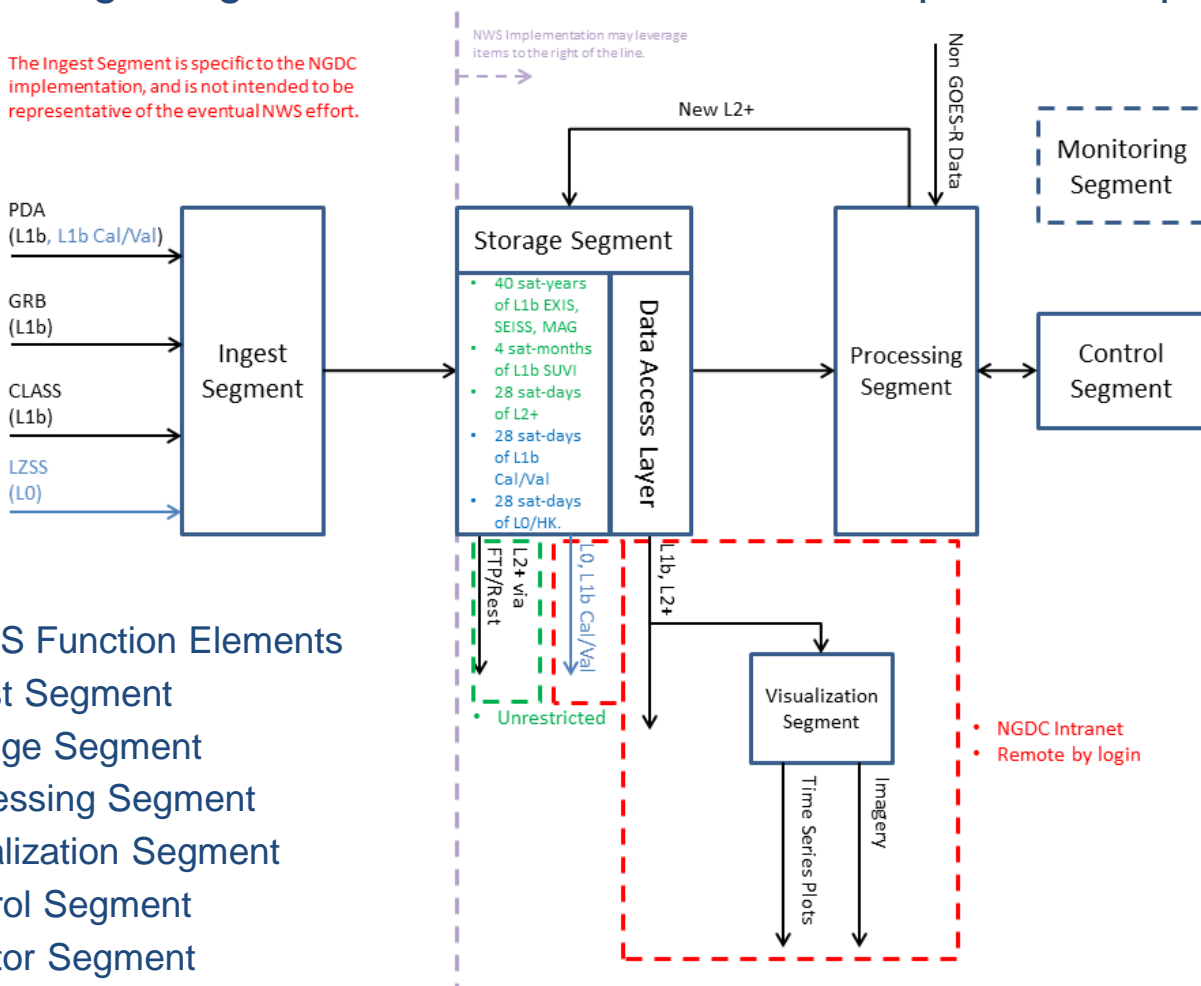 NWS Implementation may leverage
items to the right of the line.
The Ingest Segment is specific to the NGDC
implementation, and is not intended to be
representative of the eventual NWS effort.
Non GOES-R Data
New L2+
Monitoring
Segment
PDA
(L1b, L1b Cal/Val)
GRB
(L1b)
CLASS
(L1b)
LZSS
(L0)
Ingest
Segment
Storage Segment
• 40 sat-years
of L1b EXIS,
SEISS, MAG
• 4 sat-months
of L1b SUVI
• 28 sat-days
of L2+
• 28 sat-days
of L1b
Cal/Val
• 28 sat-days
of L0/HK.
Data Access Layer
Processing
Segment
Control
Segment
L2+ via
FTP/Rest
L0, L1b Cal/Val
L1b, L2+
• Unrestricted
Visualization
Segment
• NGDC Intranet
• Remote by login
Time Series Plots
Imagery
S Function Elements
st Segment
ge Segment
essing Segment
alization Segment
rol Segment
tor Segment